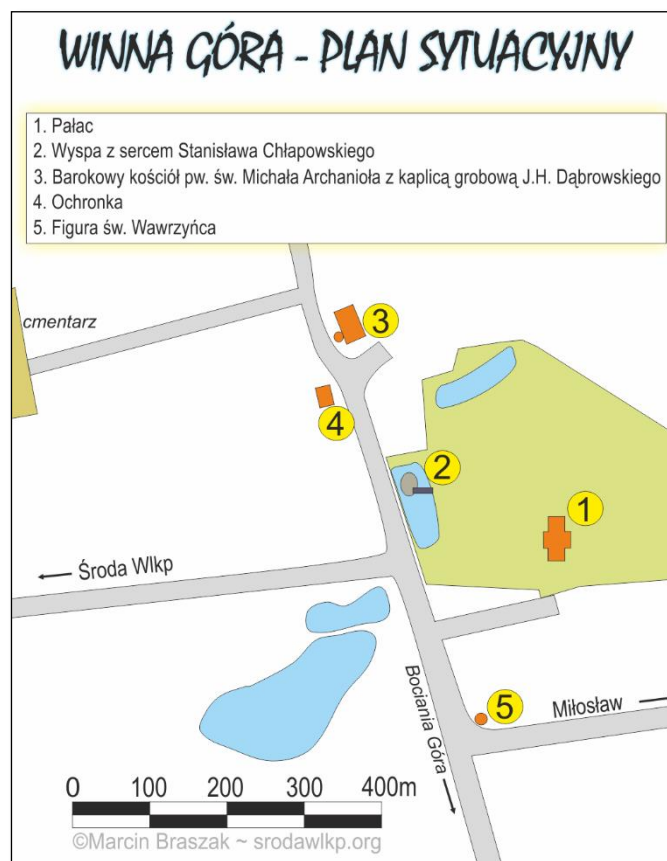 WINNA GÓRA - PLAN SYTUACYJNY
1. Pałac
2. Wyspa z sercem Stanisława Chłapowskiego
3. Barokowy kościół pw. św. Michała Archanioła z kaplicą grobową J.H. Dąbrowskiego
4. Ochronka
5. Figura św. Wawrzyńca
cmentarz
3
4
2
1
Środa Wlkp
5
Miłosław
Bociania Góra
0 100 200 300 400m
©Marcin Braszak ~ srodawlkp.org